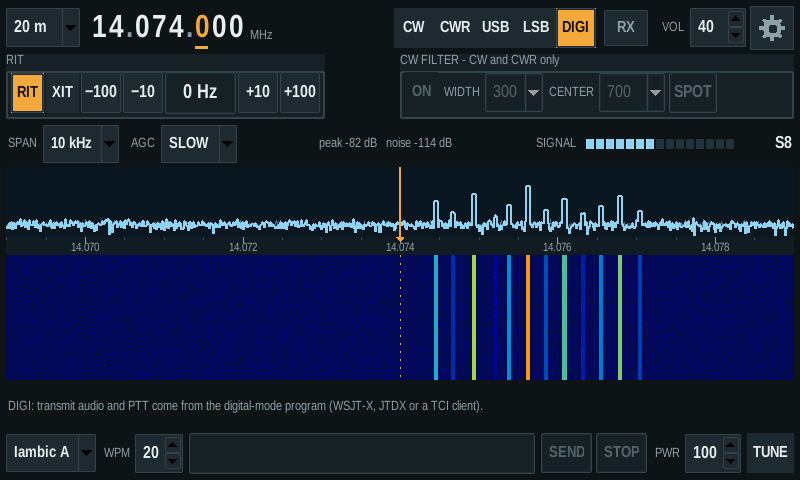 20 m 14.074.000 MHz CW CWR USB LSB DIGI RX VOL 40
RIT CW FILTER - CW and CWR only
RIT XIT −100 −10 0 Hz +10 +100 ON WIDTH 300 CENTER 700 SPOT
SPAN 10 kHz AGC SLOW peak -82 dB noise -114 dB SIGNAL S8
14.070 14.072 14.074 14.076 14.078
DIGI: transmit audio and PTT come from the digital-mode program (WSJT-X, JTDX or a TCI client).
Iambic A WPM 20 SEND STOP PWR 100 TUNE